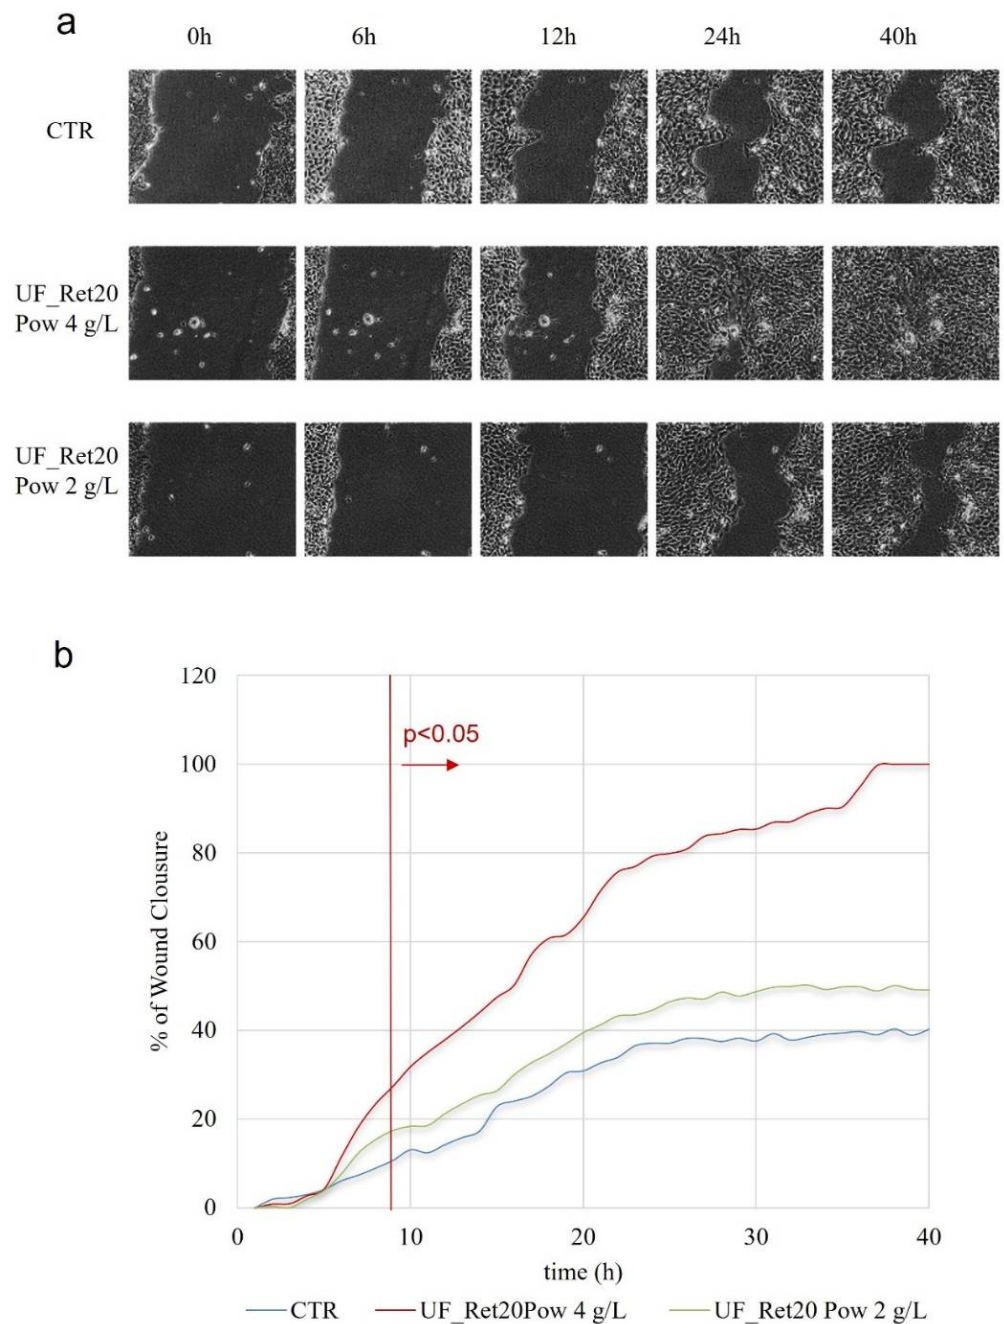 a
0h 6h 12h 24h 40h
CTR
UF_Ret20
Pow 4 g/L
UF_Ret20
Pow 2 g/L
b
120
100
80
60
40
20
0
% of Wound Clousure
p<0.05
0 10 20 30 40
time (h)
CTR UF_Ret20Pow 4 g/L UF_Ret20 Pow 2 g/L